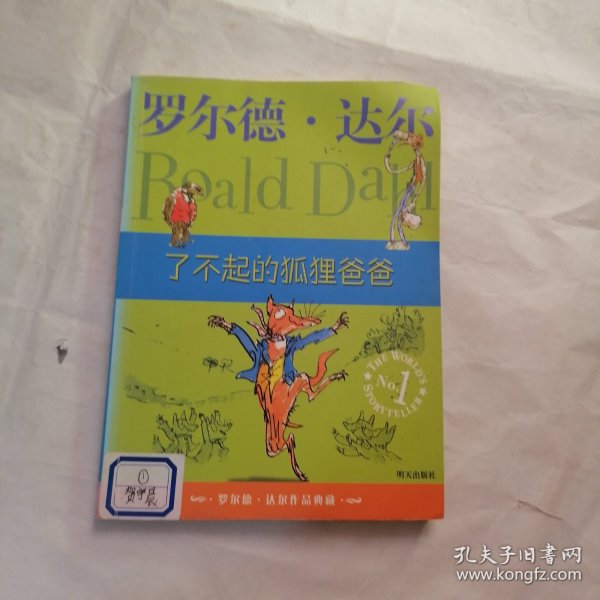 罗尔德·达尔
Roald Dahl
了不起的狐狸爸爸
THE WORLD'S
No.1
STORYTELLER
明天出版社
①
罗尔德·达尔作品典藏
孔夫子旧书网
www.kongfz.com